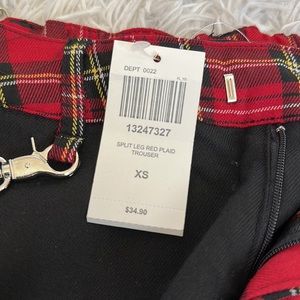 DEPT 0022
13247327
SPLIT LEG RED PLAID
TROUSER
XS
$34.90